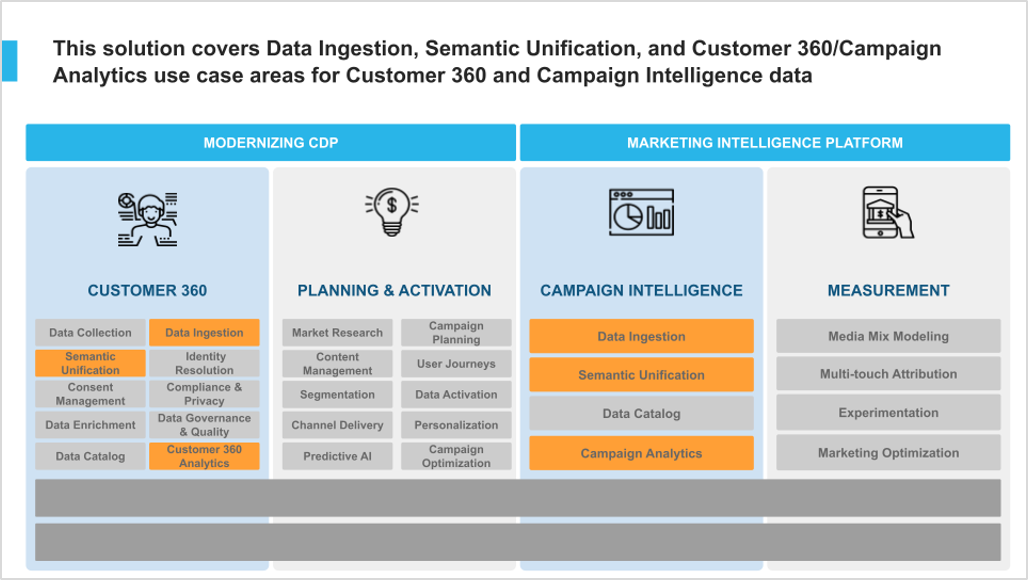 This solution covers Data Ingestion, Semantic Unification, and Customer 360/Campaign
Analytics use case areas for Customer 360 and Campaign Intelligence data
MODERNIZING CDP
MARKETING INTELLIGENCE PLATFORM
CUSTOMER 360
Data Collection
Data Ingestion
Semantic
Unification
Identity
Resolution
Consent
Management
Compliance &
Privacy
Data Enrichment
Data Governance
& Quality
Data Catalog
Customer 360
Analytics
PLANNING & ACTIVATION
Market Research
Campaign
Planning
Content
Management
User Journeys
Segmentation
Data Activation
Channel Delivery
Personalization
Predictive AI
Campaign
Optimization
CAMPAIGN INTELLIGENCE
Data Ingestion
Semantic Unification
Data Catalog
Campaign Analytics
MEASUREMENT
Media Mix Modeling
Multi-touch Attribution
Experimentation
Marketing Optimization